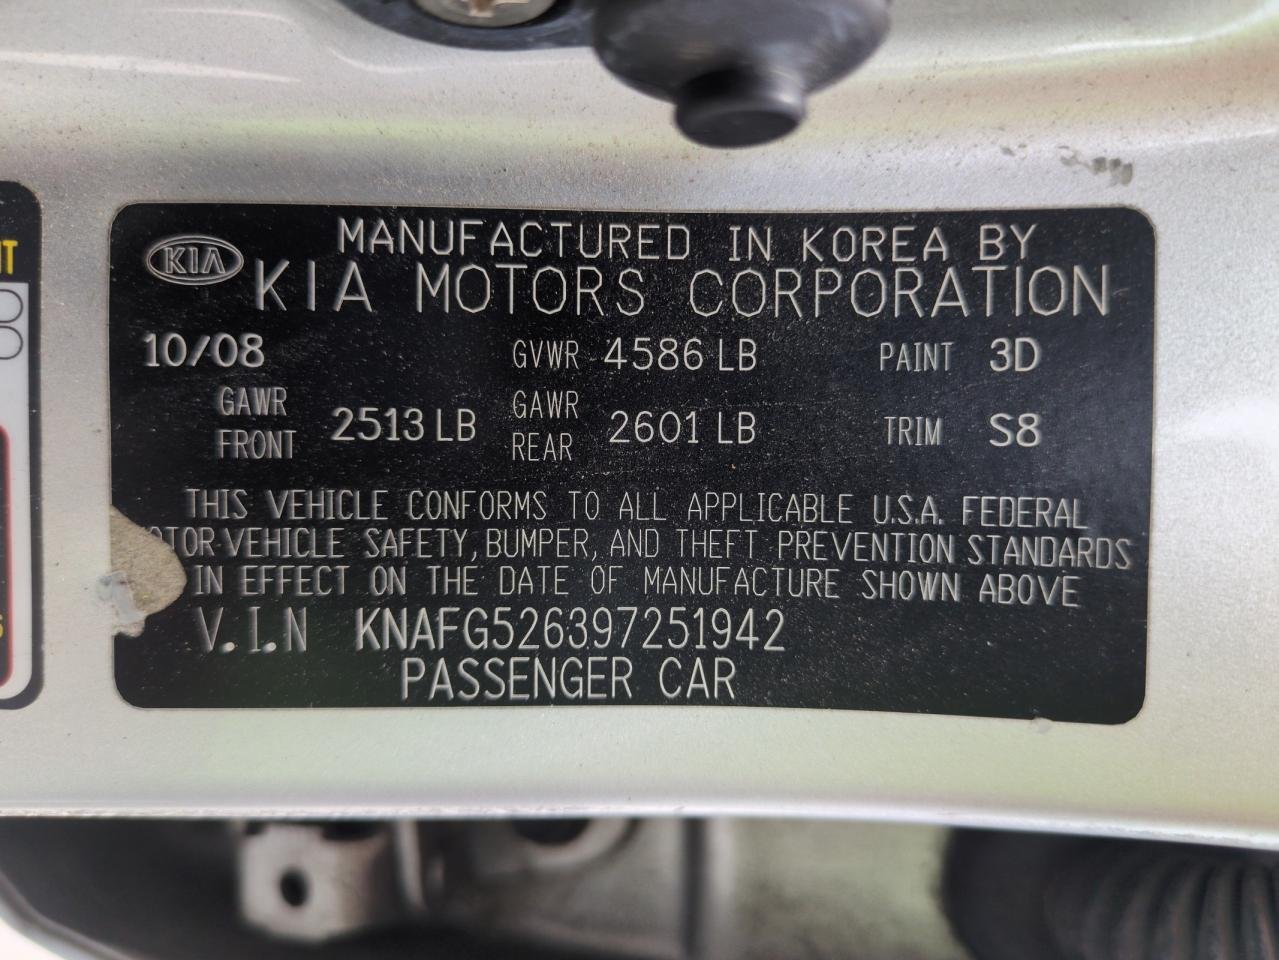 KIA
MANUFACTURED IN KOREA BY
KIA MOTORS CORPORATION
10/08 GVWR 4586 LB PAINT 3D
GAWR FRONT 2513 LB GAWR REAR 2601 LB TRIM S8
THIS VEHICLE CONFORMS TO ALL APPLICABLE U.S.A. FEDERAL
TOR VEHICLE SAFETY, BUMPER, AND THEFT PREVENTION STANDARDS
IN EFFECT ON THE DATE OF MANUFACTURE SHOWN ABOVE
V.I.N KNAFG526397251942
PASSENGER CAR